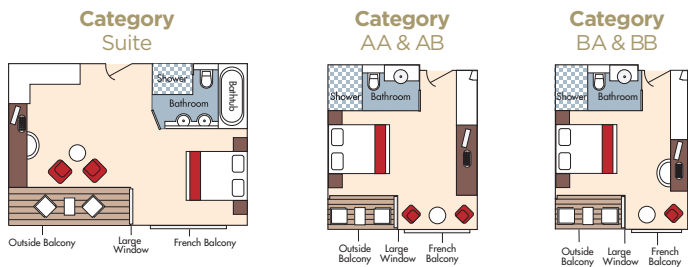 Category
Suite
Shower
Bathroom
Bathtub
Outside Balcony
Large
Window
French Balcony
Category
AA & AB
Shower
Bathroom
Outside
Balcony
Large
Window
French
Balcony
Category
BA & BB
Shower
Bathroom
Outside
Balcony
Large
Window
French
Balcony